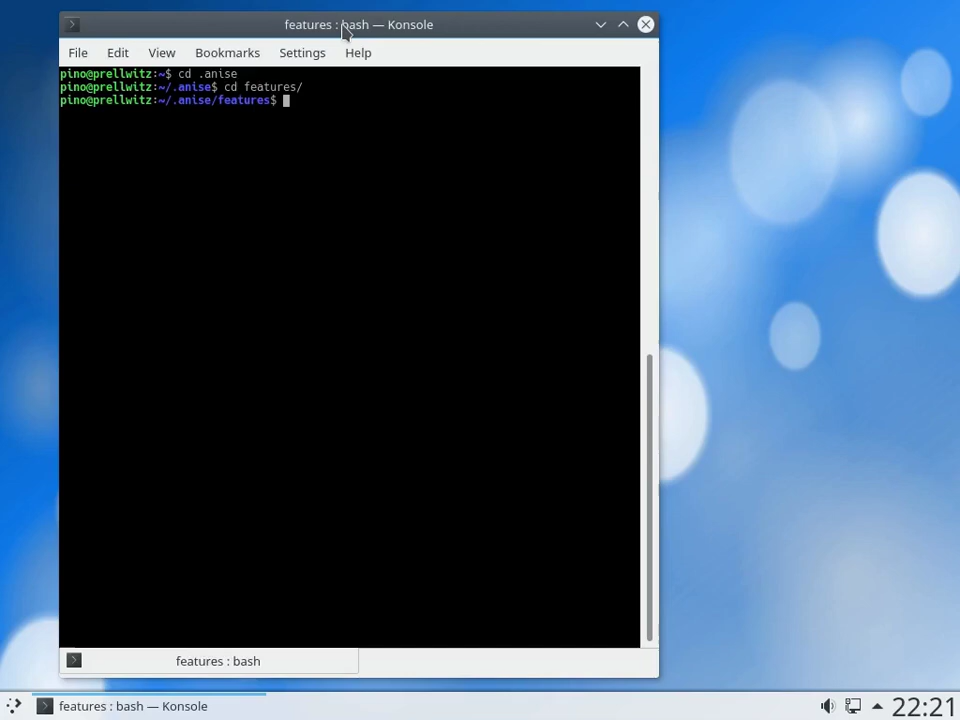 features : bash — Konsole
File Edit View Bookmarks Settings Help
pino@prellwitz:~$ cd .anise
pino@prellwitz:~/.anise$ cd features/
pino@prellwitz:~/.anise/features$
features : bash
features : bash — Konsole
22:21